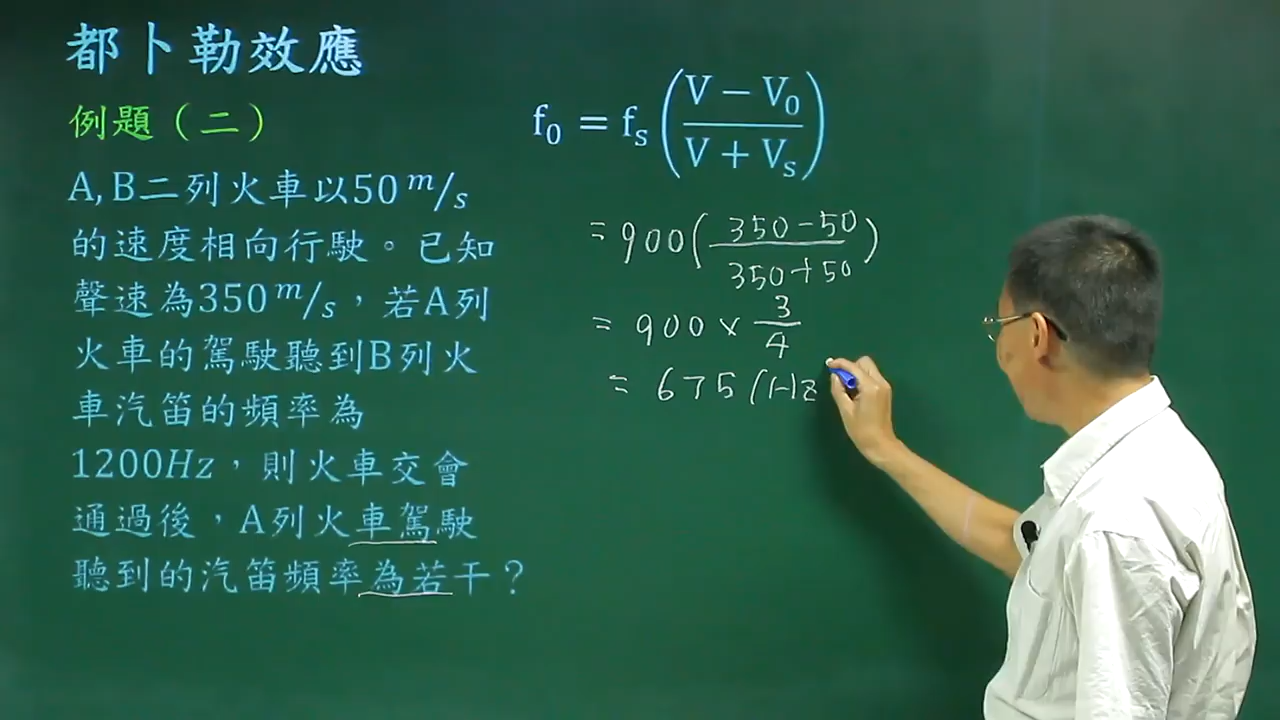 都卜勒效應
例題（二）
A,B二列火車以50 m/s
的速度相向行駛。已知
聲速為350 m/s，若A列
火車的駕駛聽到B列火
車汽笛的頻率為
1200Hz，則火車交會
通過後，A列火車駕駛
聽到的汽笛頻率為若干？
f₀ = fₛ((V − V₀)/(V + Vₛ))
= 900((350−50)/(350+50))
= 900 × 3/4
= 675 (Hz